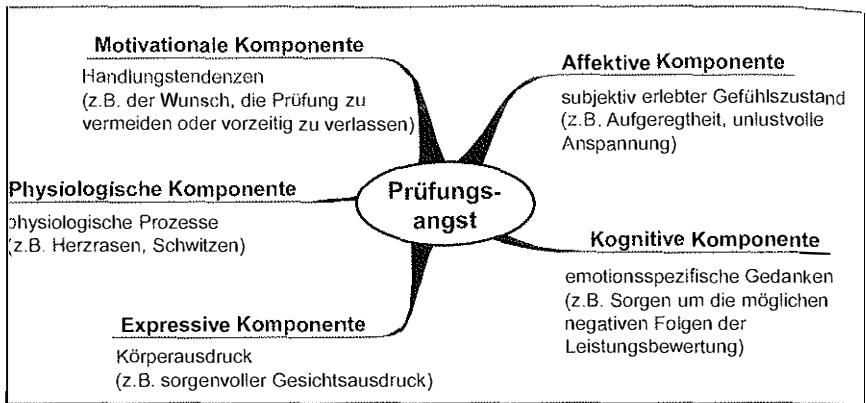 Motivationale Komponente
Handlungstendenzen
(z.B. der Wunsch, die Prüfung zu
vermeiden oder vorzeitig zu verlassen)
Affektive Komponente
subjektiv erlebter Gefühlszustand
(z.B. Aufgeregtheit, unlustvolle
Anspannung)
Physiologische Komponente
physiologische Prozesse
(z.B. Herzrasen, Schwitzen)
Prüfungs-
angst
Kognitive Komponente
emotionsspezifische Gedanken
(z.B. Sorgen um die möglichen
negativen Folgen der
Leistungsbewertung)
Expressive Komponente
Körperausdruck
(z.B. sorgenvoller Gesichtsausdruck)